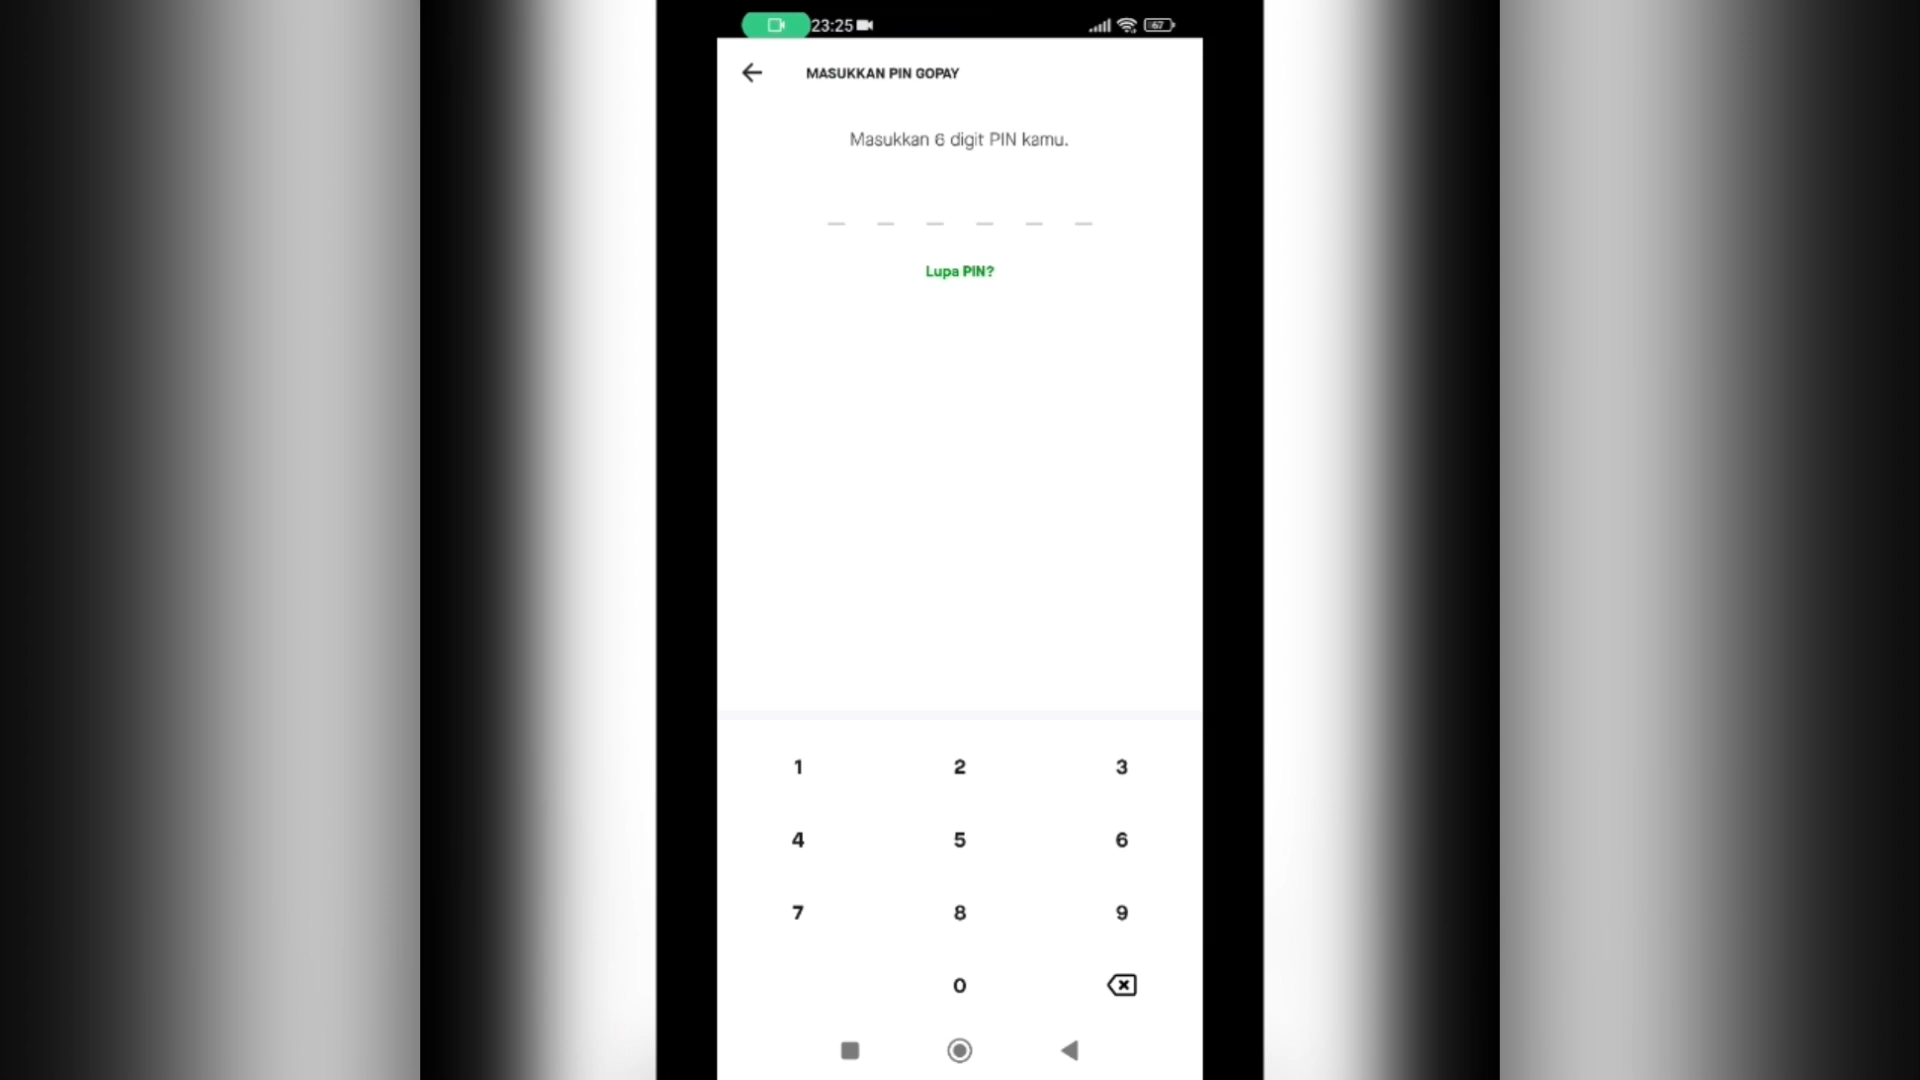 23:25
67
MASUKKAN PIN GOPAY
Masukkan 6 digit PIN kamu.
Lupa PIN?
1 2 3
4 5 6
7 8 9
0